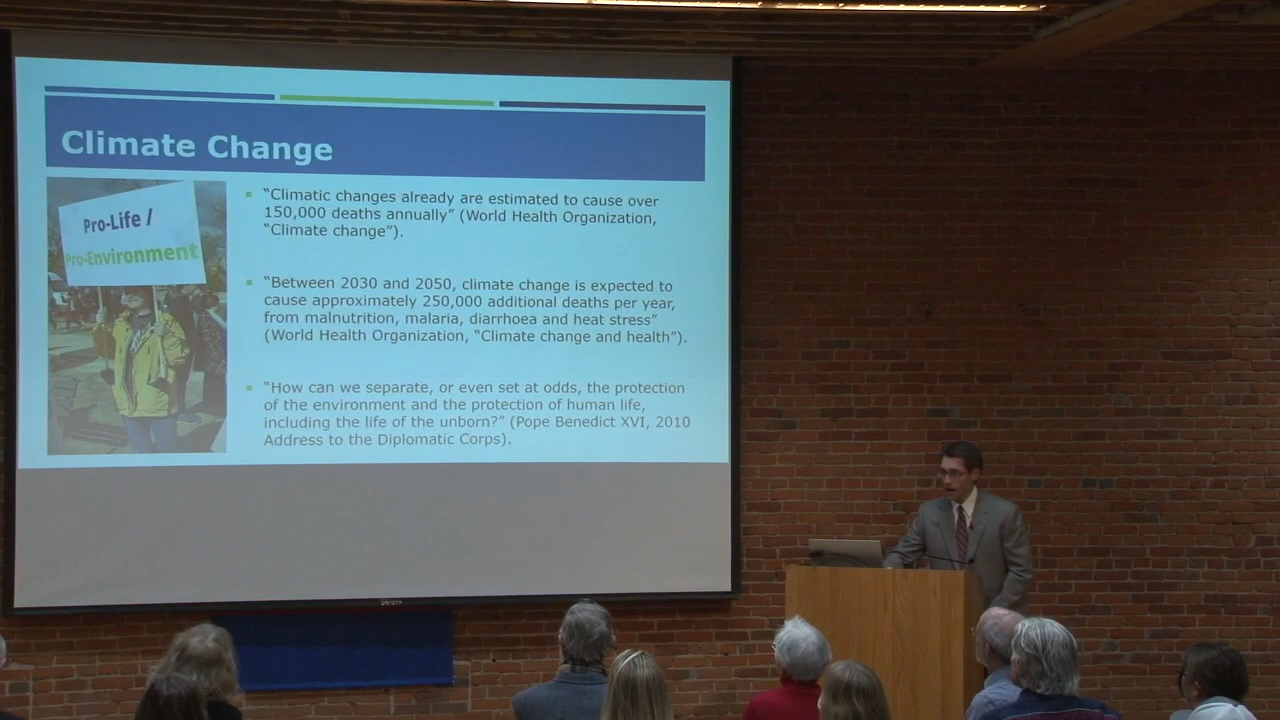 Climate Change
Pro-Life /
Pro-Environment
“Climatic changes already are estimated to cause over
150,000 deaths annually” (World Health Organization,
“Climate change”).
“Between 2030 and 2050, climate change is expected to
cause approximately 250,000 additional deaths per year,
from malnutrition, malaria, diarrhoea and heat stress”
(World Health Organization, “Climate change and health”).
“How can we separate, or even set at odds, the protection
of the environment and the protection of human life,
including the life of the unborn?” (Pope Benedict XVI, 2010
Address to the Diplomatic Corps).